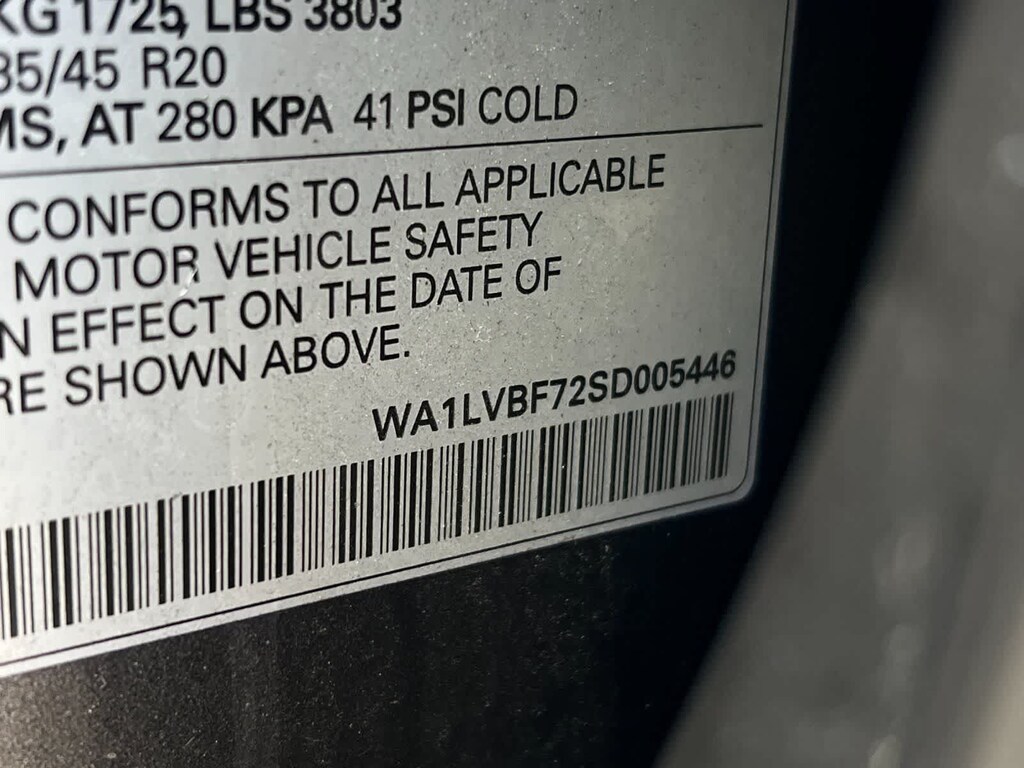 KG 1725, LBS 3803
85/45 R20
MS, AT 280 KPA 41 PSI COLD
CONFORMS TO ALL APPLICABLE
MOTOR VEHICLE SAFETY
N EFFECT ON THE DATE OF
RE SHOWN ABOVE.
WA1LVBF72SD005446